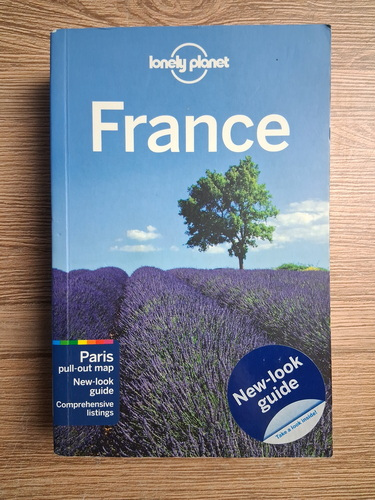 lonely planet
France
Paris
pull-out map
New-look
guide
Comprehensive
listings
New-look
guide
Take a look inside!